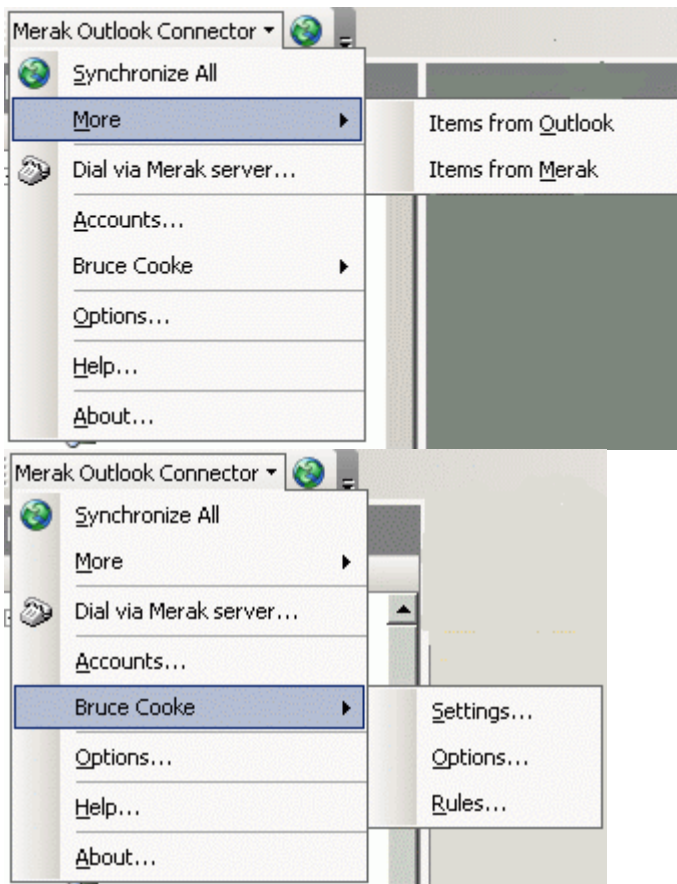 Merak Outlook Connector
Synchronize All
More
Items from Outlook
Items from Merak
Dial via Merak server...
Accounts...
Bruce Cooke
Options...
Help...
About...
Merak Outlook Connector
Synchronize All
More
Dial via Merak server...
Accounts...
Bruce Cooke
Settings...
Options...
Options...
Rules...
Help...
About...